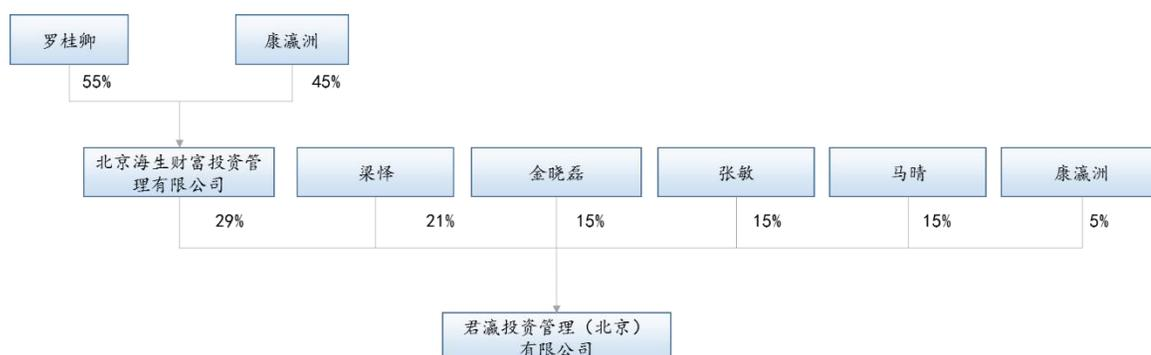 罗桂卿
康瀛洲
55%
45%
北京海生财富投资管
理有限公司
梁怿
金晓磊
张敏
马晴
康瀛洲
29%
21%
15%
15%
15%
5%
君瀛投资管理（北京）
有限公司